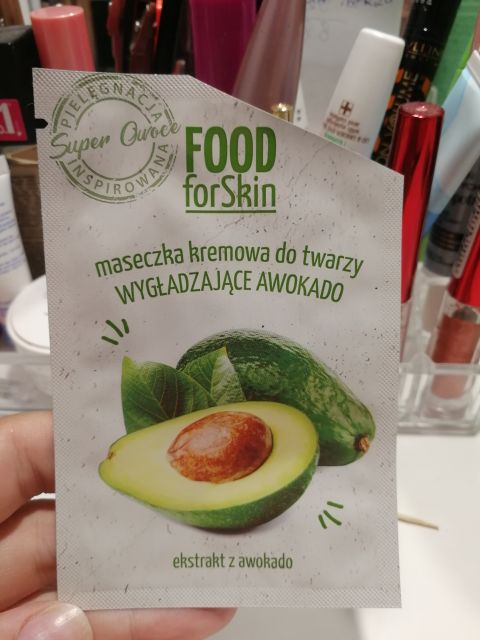 PIELĘGNACJA
Super Owoce
INSPIROWANA
FOOD
forSkin
maseczka kremowa do twarzy
WYGŁADZAJĄCE AWOKADO
ekstrakt z awokado